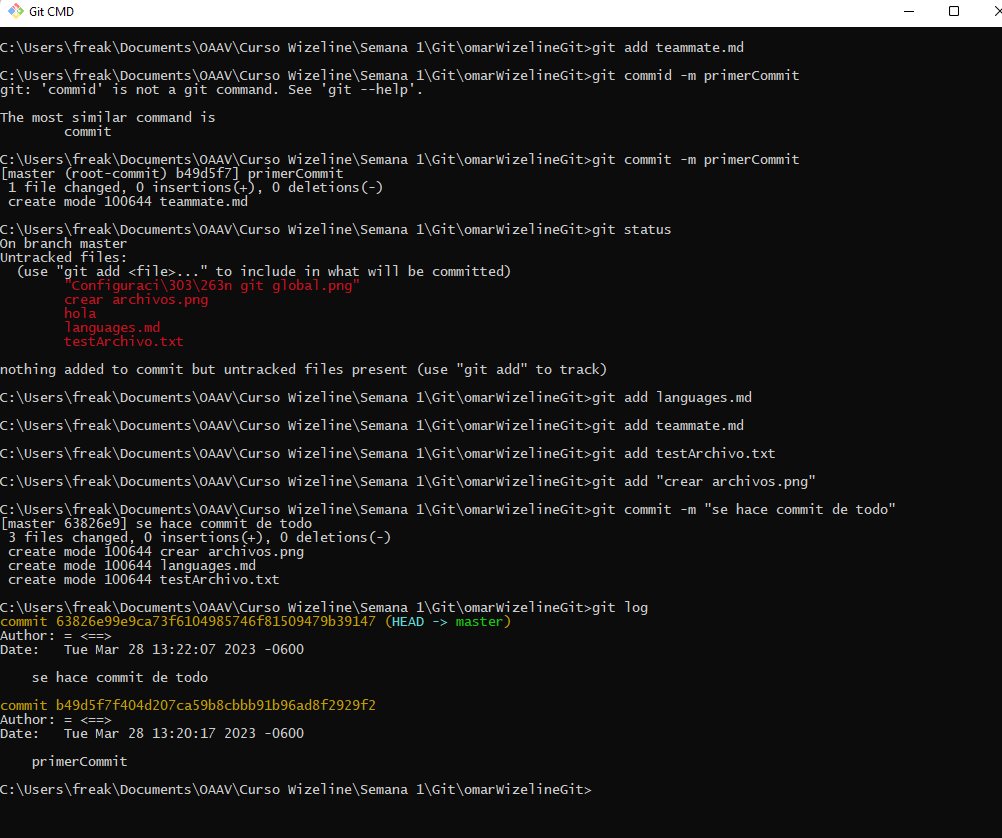 Git CMD
C:\Users\freak\Documents\OAAV\Curso Wizeline\Semana 1\Git\omarWizelineGit>git add teammate.md
C:\Users\freak\Documents\OAAV\Curso Wizeline\Semana 1\Git\omarWizelineGit>git commid -m primerCommit
git: 'commid' is not a git command. See 'git --help'.
The most similar command is
commit
C:\Users\freak\Documents\OAAV\Curso Wizeline\Semana 1\Git\omarWizelineGit>git commit -m primerCommit
[master (root-commit) b49d5f7] primerCommit
1 file changed, 0 insertions(+), 0 deletions(-)
create mode 100644 teammate.md
C:\Users\freak\Documents\OAAV\Curso Wizeline\Semana 1\Git\omarWizelineGit>git status
On branch master
Untracked files:
(use "git add <file>..." to include in what will be committed)
"Configuraci\303\263n git global.png"
crear archivos.png
hola
languages.md
testArchivo.txt
nothing added to commit but untracked files present (use "git add" to track)
C:\Users\freak\Documents\OAAV\Curso Wizeline\Semana 1\Git\omarWizelineGit>git add languages.md
C:\Users\freak\Documents\OAAV\Curso Wizeline\Semana 1\Git\omarWizelineGit>git add teammate.md
C:\Users\freak\Documents\OAAV\Curso Wizeline\Semana 1\Git\omarWizelineGit>git add testArchivo.txt
C:\Users\freak\Documents\OAAV\Curso Wizeline\Semana 1\Git\omarWizelineGit>git add "crear archivos.png"
C:\Users\freak\Documents\OAAV\Curso Wizeline\Semana 1\Git\omarWizelineGit>git commit -m "se hace commit de todo"
[master 63826e9] se hace commit de todo
3 files changed, 0 insertions(+), 0 deletions(-)
create mode 100644 crear archivos.png
create mode 100644 languages.md
create mode 100644 testArchivo.txt
C:\Users\freak\Documents\OAAV\Curso Wizeline\Semana 1\Git\omarWizelineGit>git log
commit 63826e99e9ca73f6104985746f81509479b39147 (HEAD -> master)
Author: = <==>
Date:   Tue Mar 28 13:22:07 2023 -0600
se hace commit de todo
commit b49d5f7f404d207ca59b8cbbb91b96ad8f2929f2
Author: = <==>
Date:   Tue Mar 28 13:20:17 2023 -0600
primerCommit
C:\Users\freak\Documents\OAAV\Curso Wizeline\Semana 1\Git\omarWizelineGit>